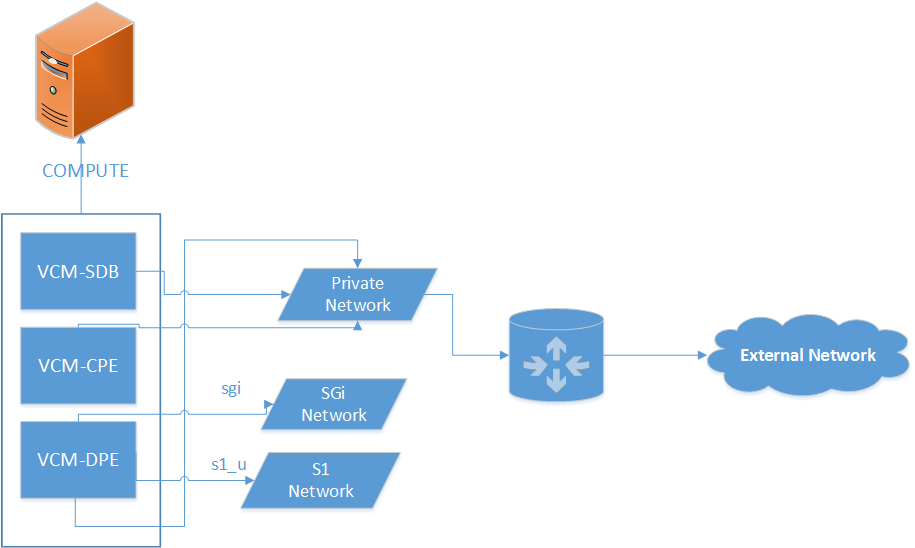 COMPUTE
VCM-SDB
Private
Network
VCM-CPE
External Network
sgi
SGi
Network
VCM-DPE
s1_u
S1
Network